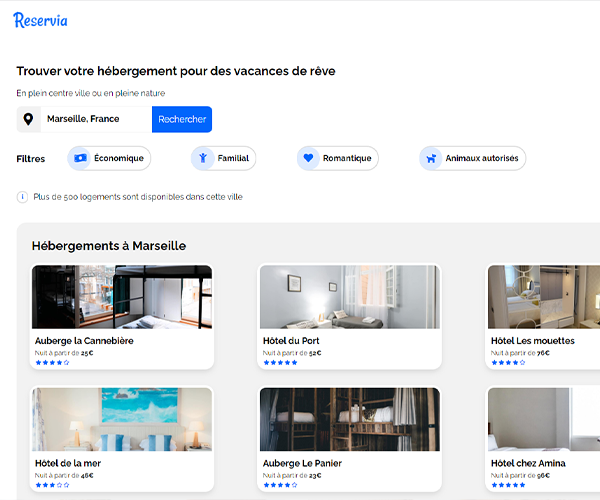 Reservia
Trouver votre hébergement pour des vacances de rêve
En plein centre ville ou en pleine nature
Marseille, France
Rechercher
Filtres
Économique
Familial
Romantique
Animaux autorisés
Plus de 500 logements sont disponibles dans cette ville
Hébergements à Marseille
Auberge la Cannebière
Nuit à partir de 25€
Hôtel du Port
Nuit à partir de 52€
Hôtel Les mouettes
Nuit à partir de 76€
Hôtel de la mer
Nuit à partir de 46€
Auberge Le Panier
Nuit à partir de 23€
Hôtel chez Amina
Nuit à partir de 96€